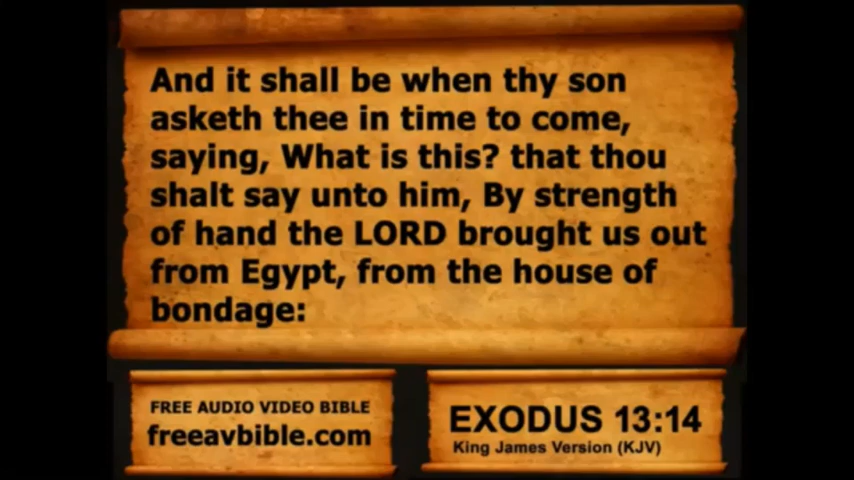 And it shall be when thy son
asketh thee in time to come,
saying, What is this? that thou
shalt say unto him, By strength
of hand the LORD brought us out
from Egypt, from the house of
bondage:
FREE AUDIO VIDEO BIBLE
freeavbible.com
EXODUS 13:14
King James Version (KJV)